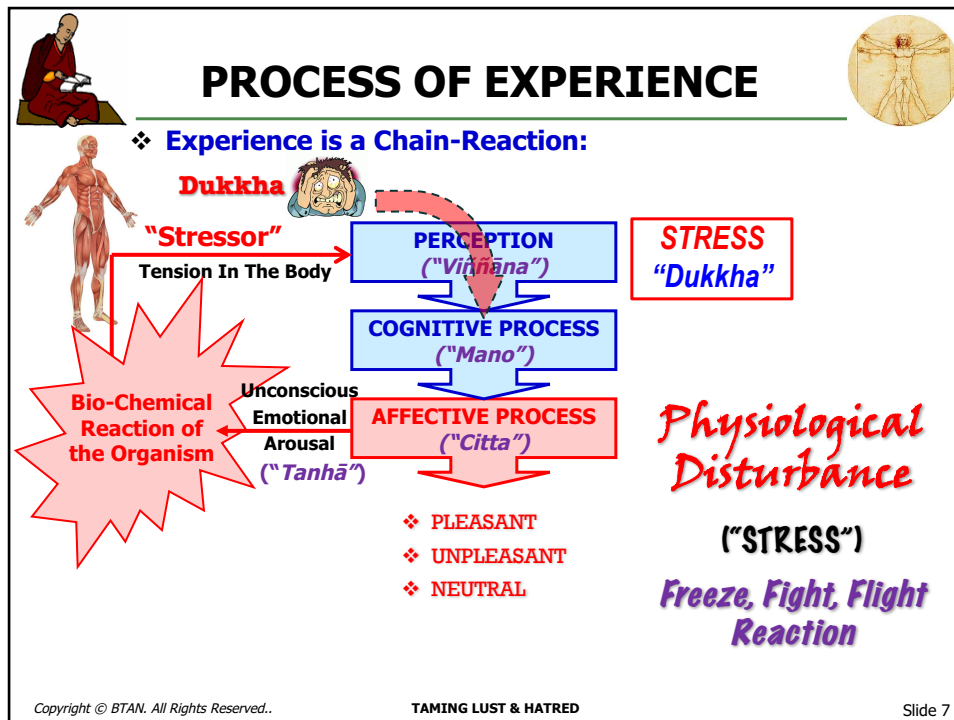 PROCESS OF EXPERIENCE
❖ Experience is a Chain-Reaction:
Dukkha
“Stressor”
Tension In The Body
PERCEPTION
(“Viññāna”)
STRESS
“Dukkha”
COGNITIVE PROCESS
(“Mano”)
Bio-Chemical
Reaction of
the Organism
Unconscious
Emotional
Arousal
(“Tanhā”)
AFFECTIVE PROCESS
(“Citta”)
❖ PLEASANT
❖ UNPLEASANT
❖ NEUTRAL
Physiological
Disturbance
(“STRESS”)
Freeze, Fight, Flight
Reaction
Copyright © BTAN. All Rights Reserved..
TAMING LUST & HATRED
Slide 7